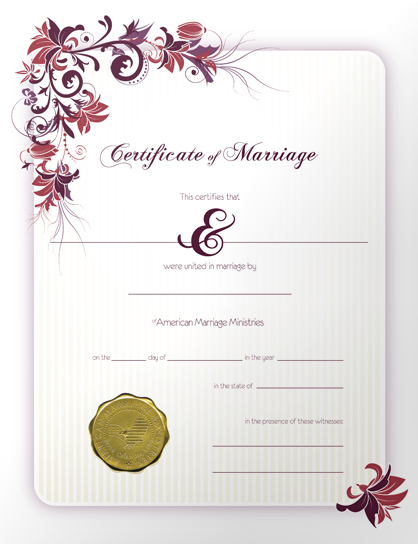 Certificate of Marriage
This certifies that
&
were united in marriage by
of American Marriage Ministries
on the day of in the year
in the state of
in the presence of these witnesses